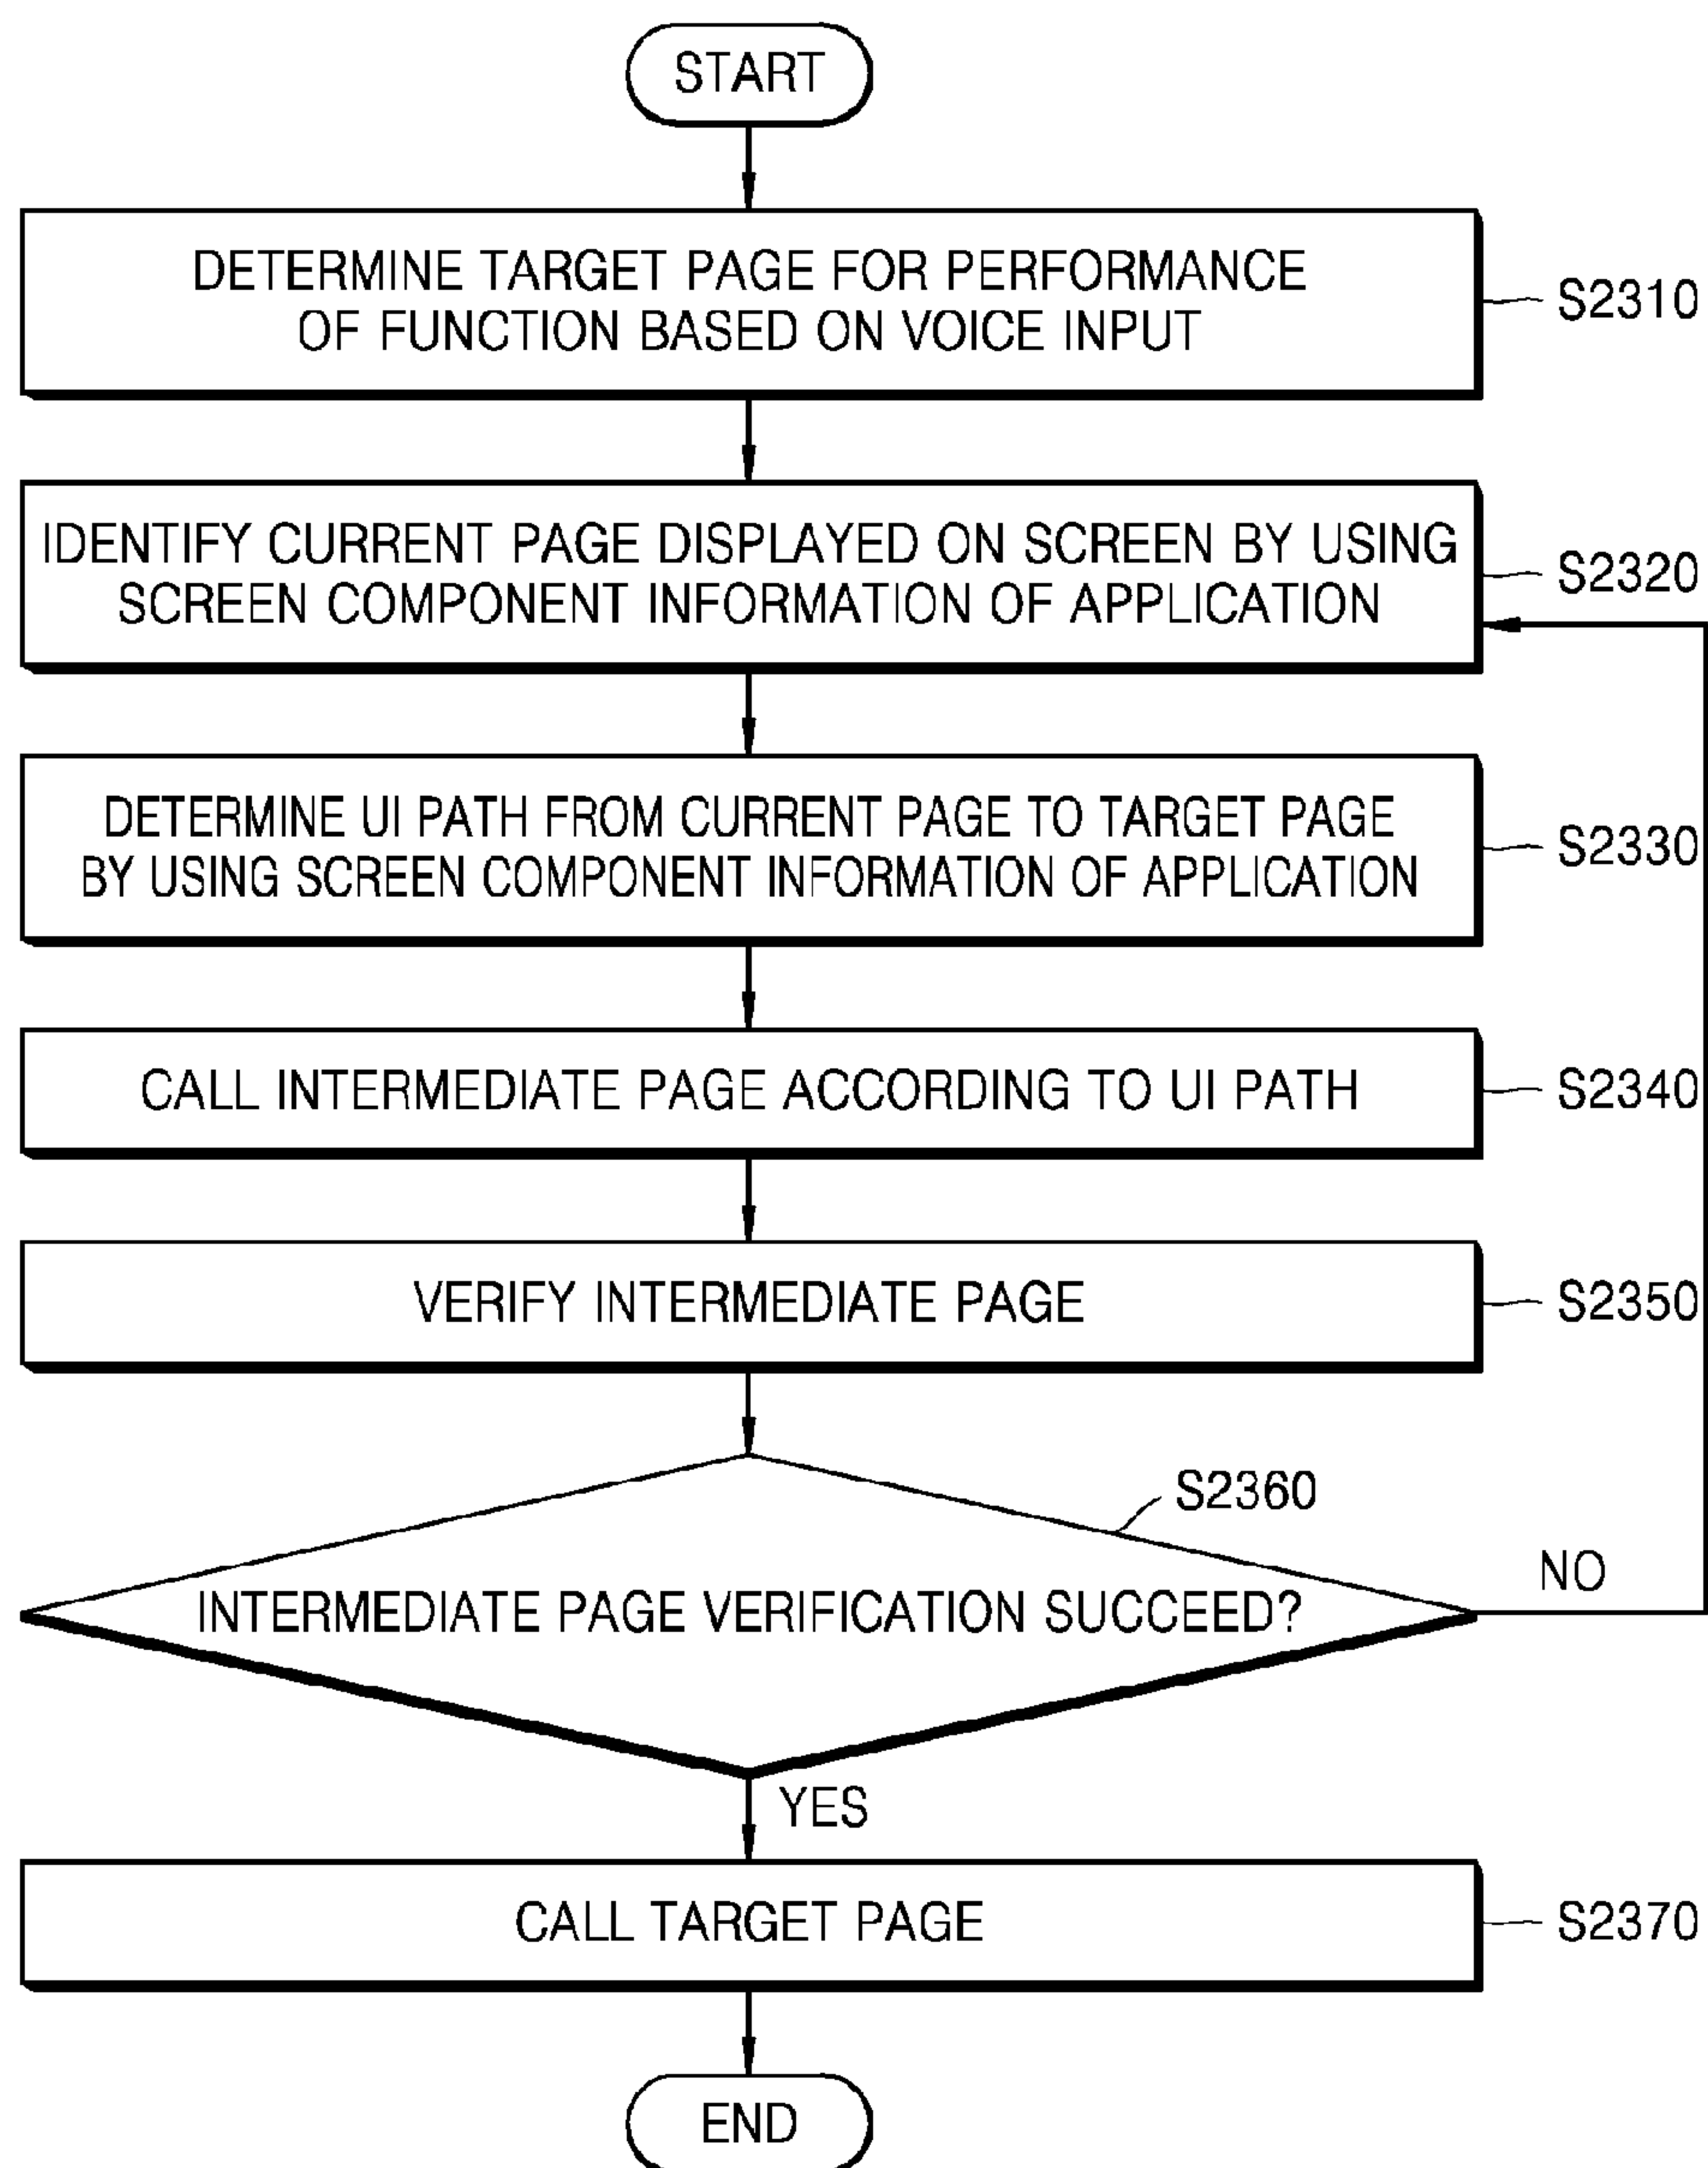 START
DETERMINE TARGET PAGE FOR PERFORMANCE
OF FUNCTION BASED ON VOICE INPUT
S2310
IDENTIFY CURRENT PAGE DISPLAYED ON SCREEN BY USING
SCREEN COMPONENT INFORMATION OF APPLICATION
S2320
DETERMINE UI PATH FROM CURRENT PAGE TO TARGET PAGE
BY USING SCREEN COMPONENT INFORMATION OF APPLICATION
S2330
CALL INTERMEDIATE PAGE ACCORDING TO UI PATH
S2340
VERIFY INTERMEDIATE PAGE
S2350
S2360
INTERMEDIATE PAGE VERIFICATION SUCCEED?
NO
YES
CALL TARGET PAGE
S2370
END